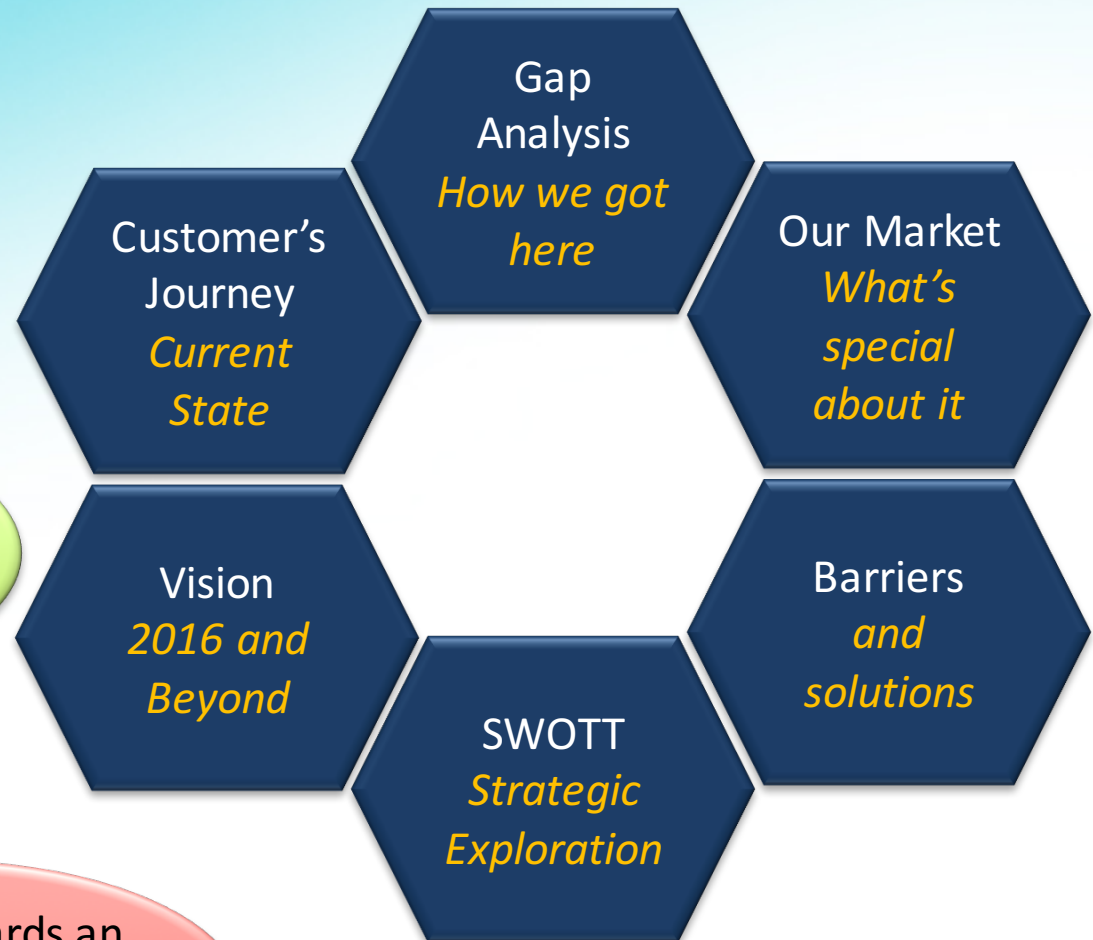 Gap
Analysis
How we got
here
Our Market
What's
special
about it
Barriers
and
solutions
SWOTT
Strategic
Exploration
Vision
2016 and
Beyond
Customer's
Journey
Current
State
an